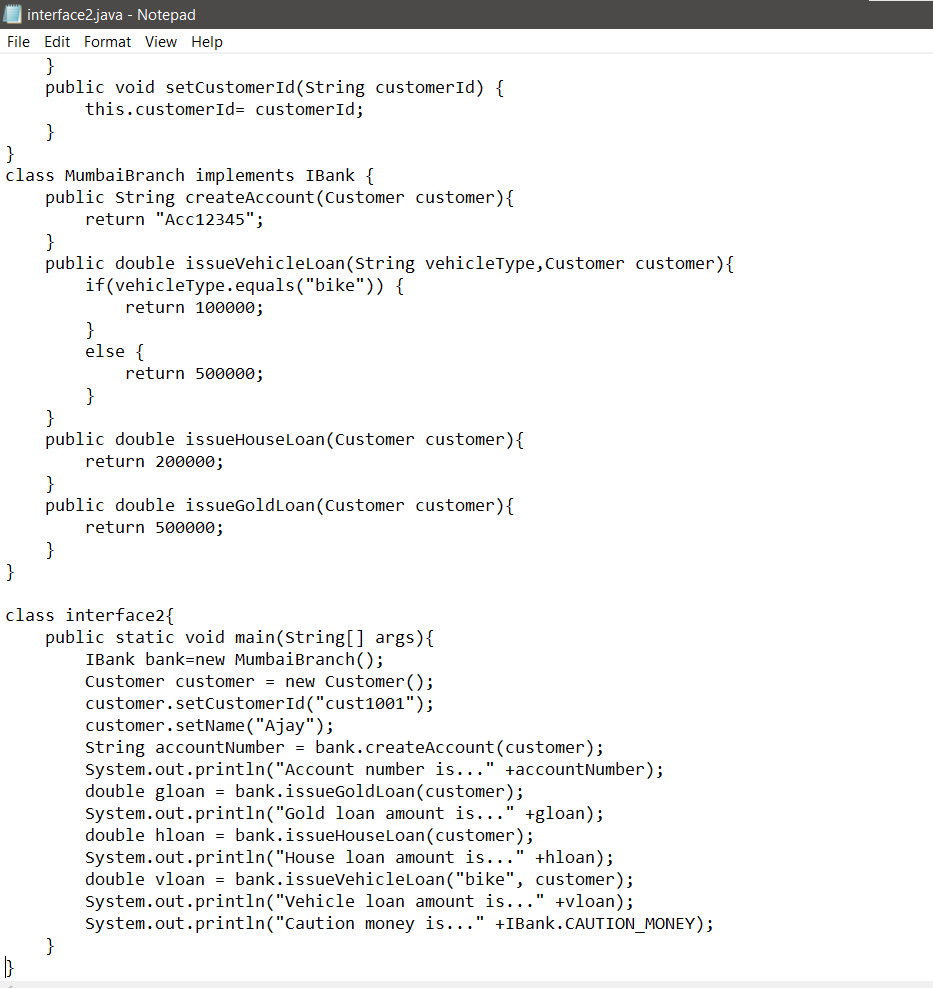 interface2.java - Notepad
File Edit Format View Help
    }
    public void setCustomerId(String customerId) {
        this.customerId= customerId;
    }
}
class MumbaiBranch implements IBank {
    public String createAccount(Customer customer){
        return "Acc12345";
    }
    public double issueVehicleLoan(String vehicleType,Customer customer){
        if(vehicleType.equals("bike")) {
            return 100000;
        }
        else {
            return 500000;
        }
    }
    public double issueHouseLoan(Customer customer){
        return 200000;
    }
    public double issueGoldLoan(Customer customer){
        return 500000;
    }
}

class interface2{
    public static void main(String[] args){
        IBank bank=new MumbaiBranch();
        Customer customer = new Customer();
        customer.setCustomerId("cust1001");
        customer.setName("Ajay");
        String accountNumber = bank.createAccount(customer);
        System.out.println("Account number is..." +accountNumber);
        double gloan = bank.issueGoldLoan(customer);
        System.out.println("Gold loan amount is..." +gloan);
        double hloan = bank.issueHouseLoan(customer);
        System.out.println("House loan amount is..." +hloan);
        double vloan = bank.issueVehicleLoan("bike", customer);
        System.out.println("Vehicle loan amount is..." +vloan);
        System.out.println("Caution money is..." +IBank.CAUTION_MONEY);
    }
}